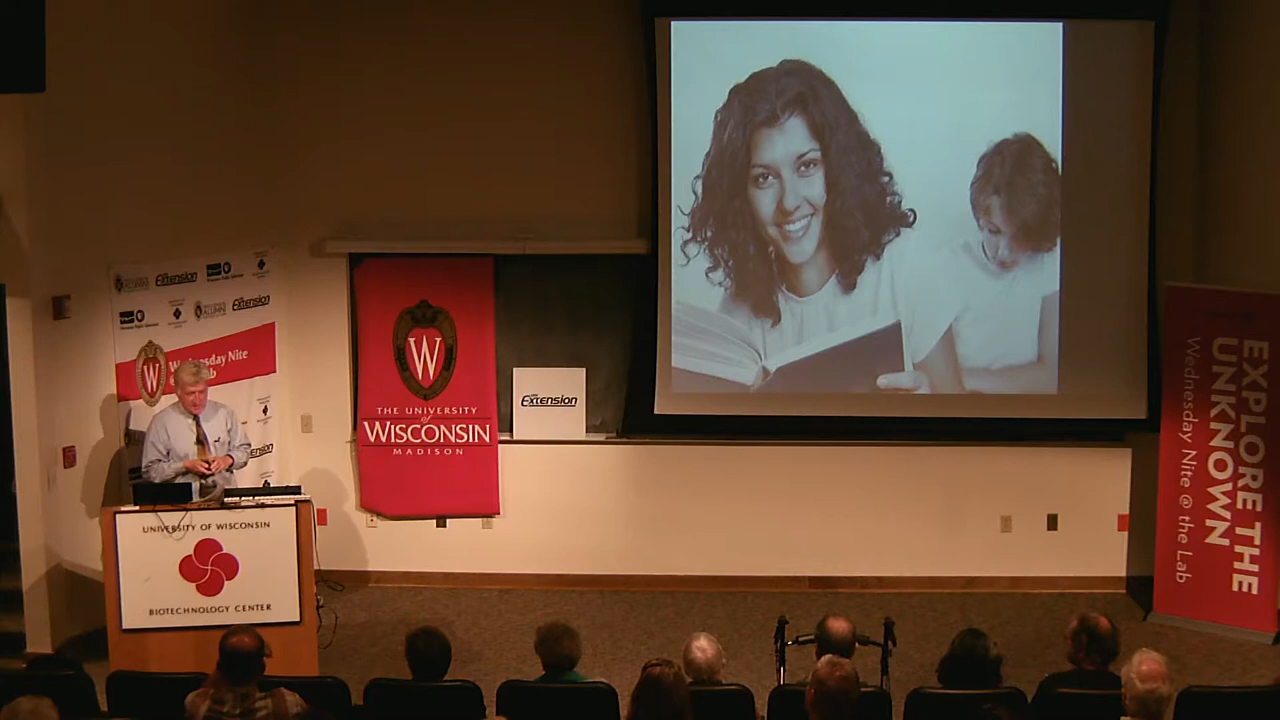 Extension
Extension
Wednesday Nite
W
THE UNIVERSITY
of
WISCONSIN
MADISON
Extension
UNIVERSITY OF WISCONSIN
BIOTECHNOLOGY CENTER
EXPLORE THE
UNKNOWN
Wednesday Nite @ the Lab